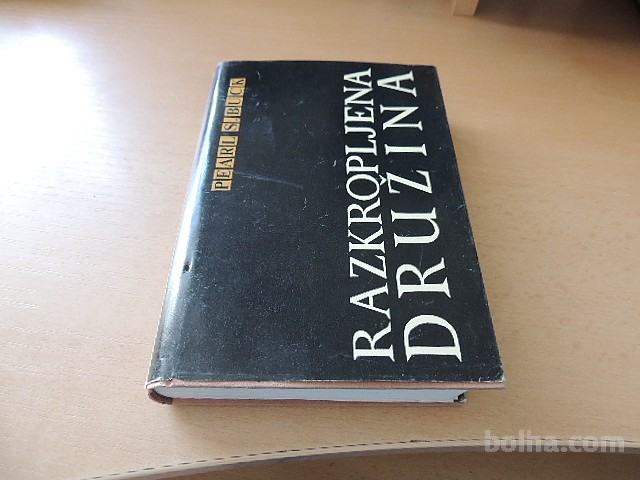 PEARL S. BUCK
RAZKROPLJENA
DRUŽINA
bolha.com